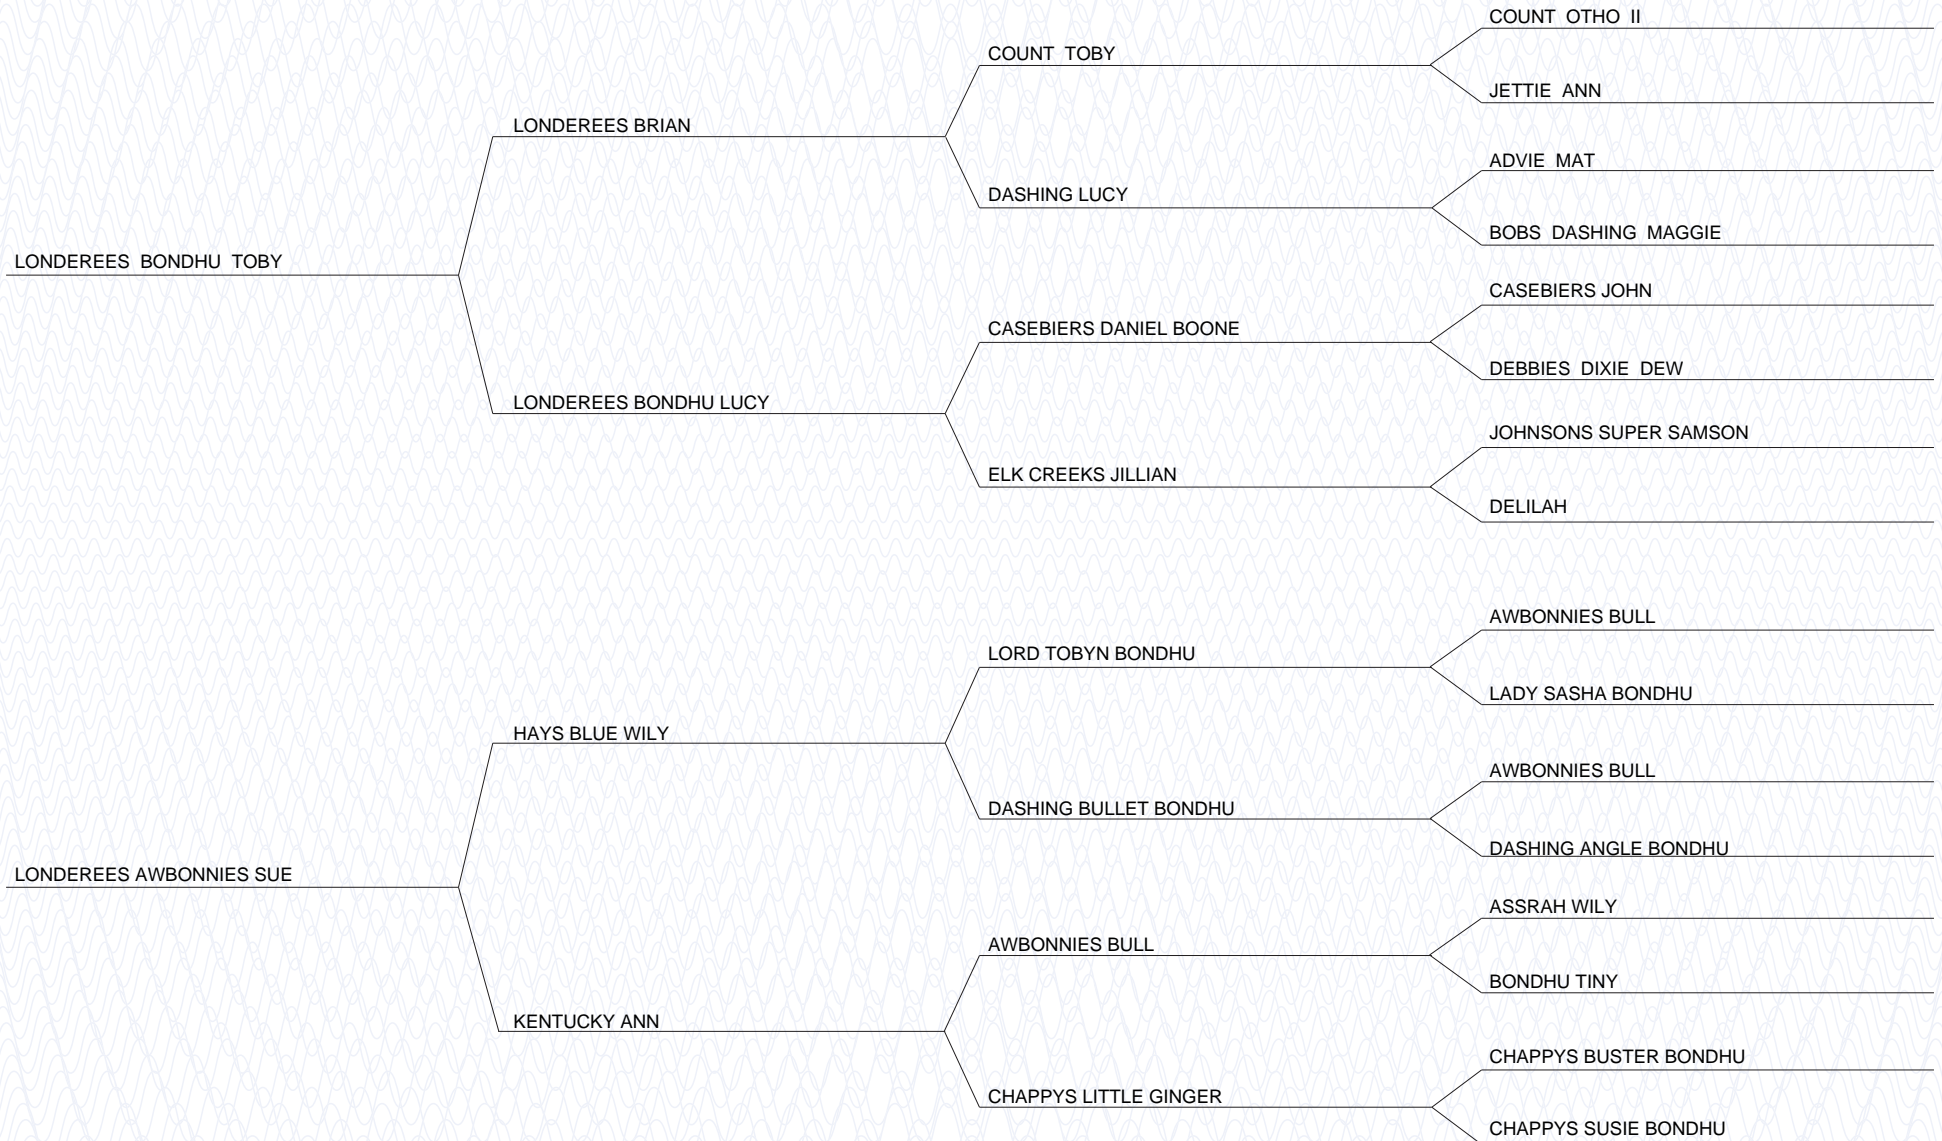 COUNT OTHO II
COUNT TOBY
JETTIE ANN
LONDEREES BRIAN
ADVIE MAT
DASHING LUCY
BOBS DASHING MAGGIE
LONDEREES BONDHU TOBY
CASEBIERS JOHN
CASEBIERS DANIEL BOONE
DEBBIES DIXIE DEW
LONDEREES BONDHU LUCY
JOHNSONS SUPER SAMSON
ELK CREEKS JILLIAN
DELILAH
AWBONNIES BULL
LORD TOBYN BONDHU
LADY SASHA BONDHU
HAYS BLUE WILY
AWBONNIES BULL
DASHING BULLET BONDHU
DASHING ANGLE BONDHU
LONDEREES AWBONNIES SUE
ASSRAH WILY
AWBONNIES BULL
BONDHU TINY
KENTUCKY ANN
CHAPPYS BUSTER BONDHU
CHAPPYS LITTLE GINGER
CHAPPYS SUSIE BONDHU